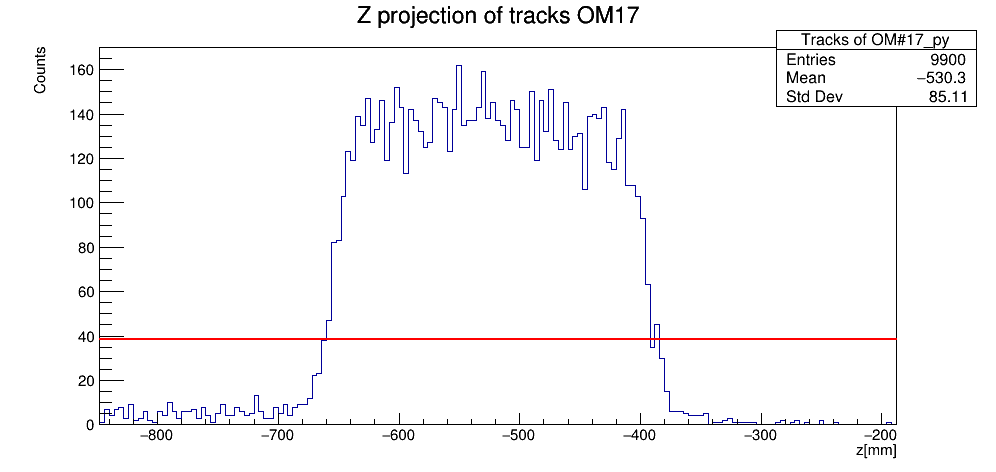 Z projection of tracks OM17
Tracks of OM#17_py
Entries 9900
Mean −530.3
Std Dev 85.11
Counts
160
140
120
100
80
60
40
20
0
−800 −700 −600 −500 −400 −300 −200
z[mm]